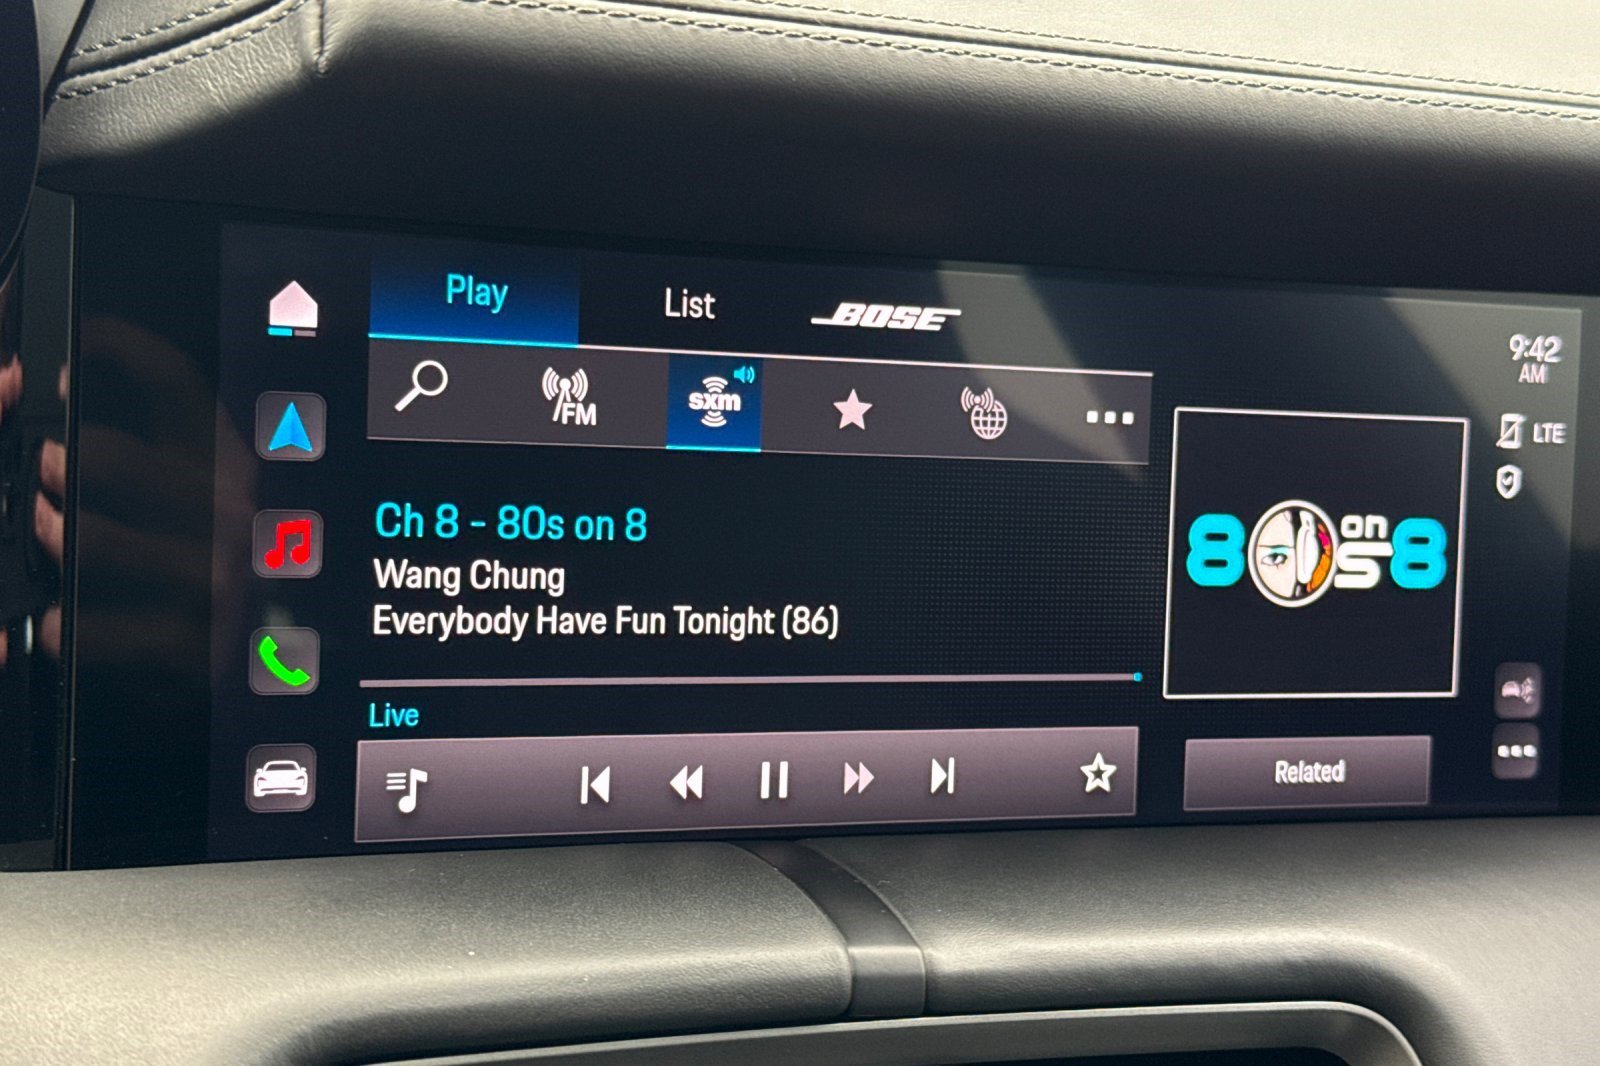 Play
List
BOSE
9:42
AM
FM
sxm
LTE
Ch 8 - 80s on 8
Wang Chung
Everybody Have Fun Tonight (86)
80s on 8
Live
Related